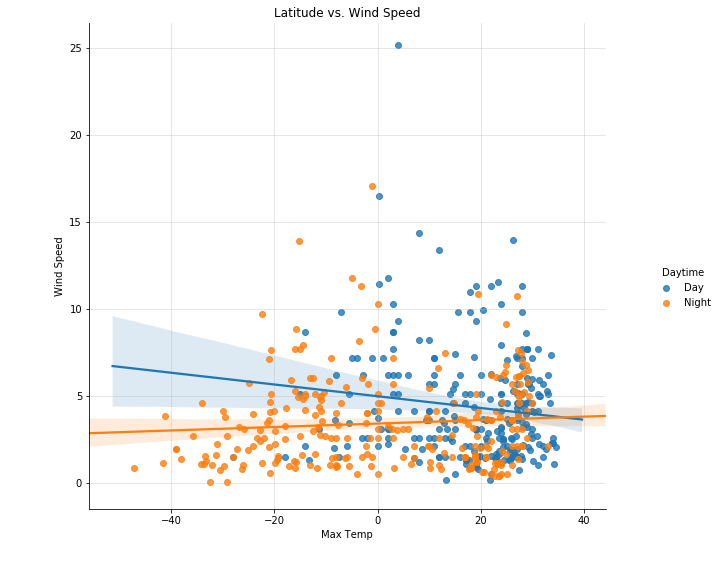 Latitude vs. Wind Speed
25
20
15
10
5
0
Wind Speed
−40
−20
0
20
40
Max Temp
Daytime
Day
Night